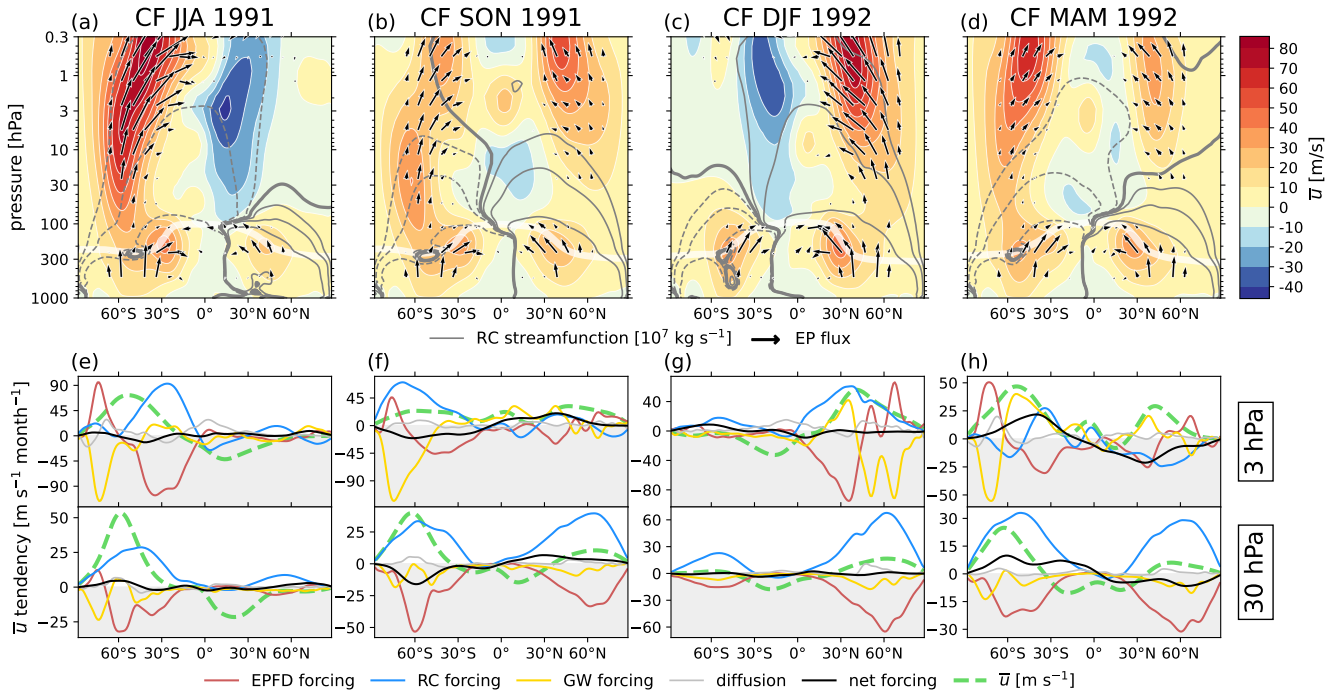 (a) CF JJA 1991
(b) CF SON 1991
(c) CF DJF 1992
(d) CF MAM 1992
pressure [hPa]
0.3
1
3
10
30
100
300
1000
60°S 30°S 0° 30°N 60°N
60°S 30°S 0° 30°N 60°N
60°S 30°S 0° 30°N 60°N
60°S 30°S 0° 30°N 60°N
80
70
60
50
40
30
20
10
0
−10
−20
−30
−40
u̅ [m/s]
RC streamfunction [10⁷ kg s⁻¹] EP flux
(e)
(f)
(g)
(h)
u̅ tendency [m s⁻¹ month⁻¹]
90
45
0
−45
−90
45
0
−45
−90
40
0
−40
−80
50
25
0
−25
−50
3 hPa
50
25
0
−25
25
0
−25
−50
60
30
0
−30
−60
30
15
0
−15
−30
30 hPa
60°S 30°S 0° 30°N 60°N
60°S 30°S 0° 30°N 60°N
60°S 30°S 0° 30°N 60°N
60°S 30°S 0° 30°N 60°N
EPFD forcing RC forcing GW forcing diffusion net forcing u̅ [m s⁻¹]